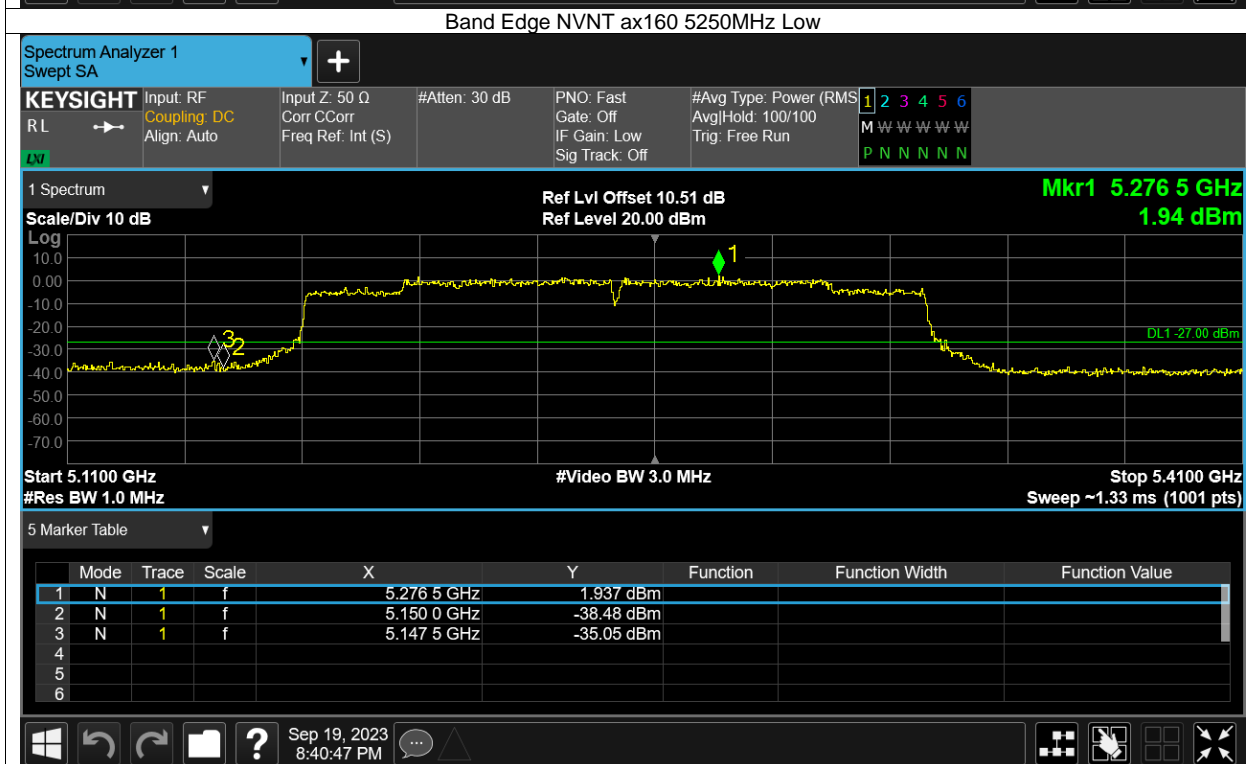 Band Edge NVNT ax160 5250MHz Low
Spectrum Analyzer 1
Swept SA
KEYSIGHT Input: RF Input Z: 50 Ω #Atten: 30 dB PNO: Fast #Avg Type: Power (RMS 1 2 3 4 5 6
R L Coupling: DC Corr CCorr Gate: Off Avg|Hold: 100/100 M W W W W W
Align: Auto Freq Ref: Int (S) IF Gain: Low Trig: Free Run
LXI Sig Track: Off P N N N N N
1 Spectrum Ref Lvl Offset 10.51 dB Mkr1 5.276 5 GHz
Scale/Div 10 dB Ref Level 20.00 dBm 1.94 dBm
Log
10.0
0.00
-10.0
-20.0
-30.0
-40.0
-50.0
-60.0
-70.0
1
3 2
DL1 -27.00 dBm
Start 5.1100 GHz #Video BW 3.0 MHz Stop 5.4100 GHz
#Res BW 1.0 MHz Sweep ~1.33 ms (1001 pts)
5 Marker Table
Mode Trace Scale X Y Function Function Width Function Value
1 N 1 f 5.276 5 GHz 1.937 dBm
2 N 1 f 5.150 0 GHz -38.48 dBm
3 N 1 f 5.147 5 GHz -35.05 dBm
4
5
6
? Sep 19, 2023
8:40:47 PM